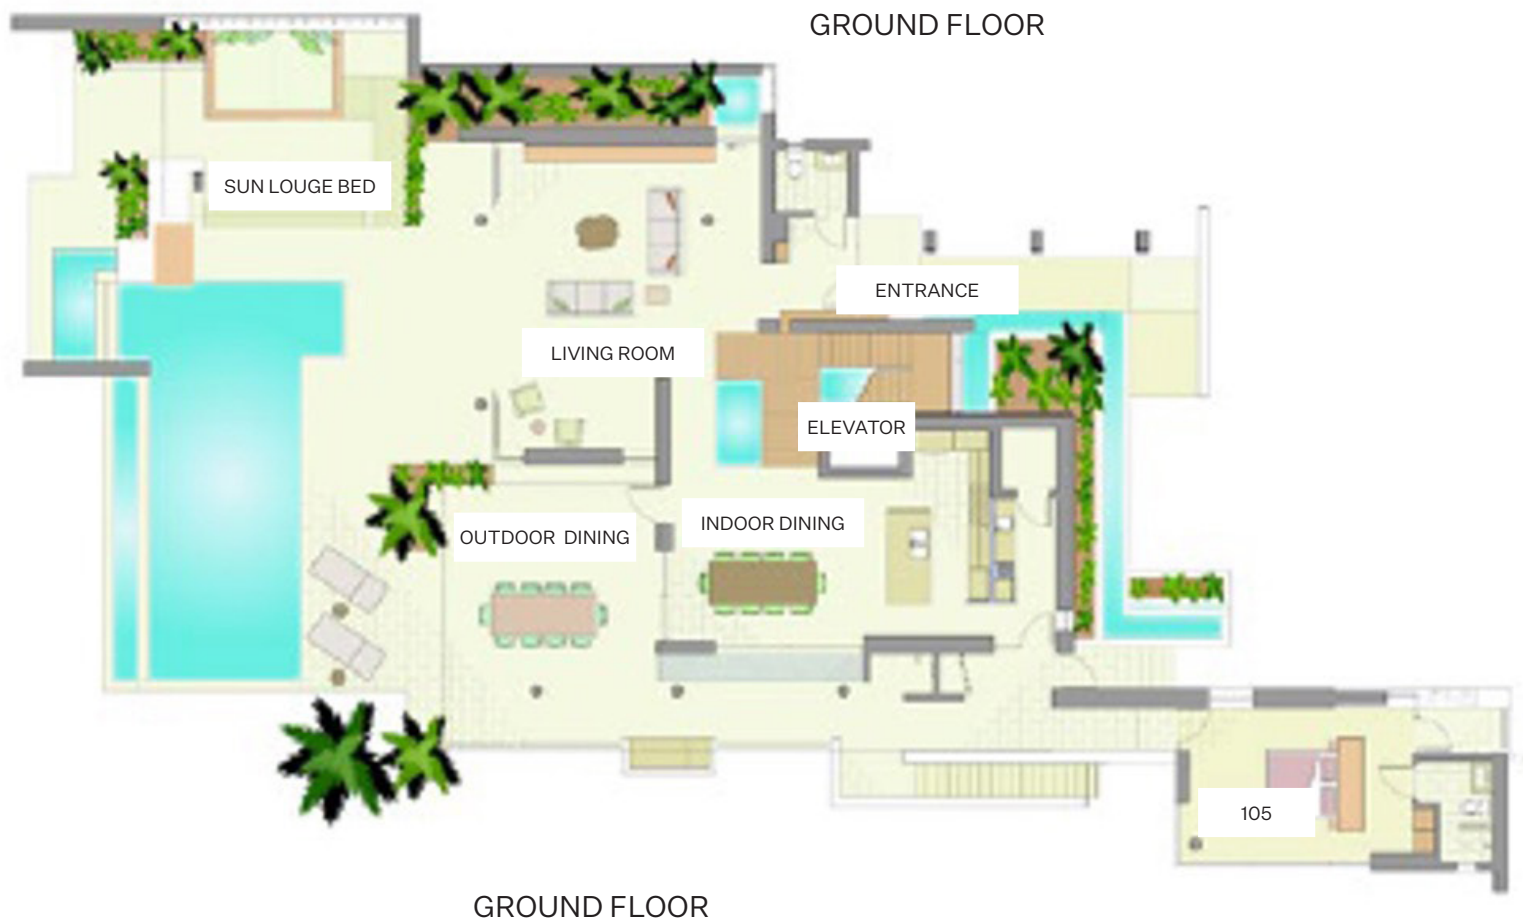 GROUND FLOOR
SUN LOUGE BED
ENTRANCE
LIVING ROOM
ELEVATOR
INDOOR DINING
OUTDOOR DINING
105
GROUND FLOOR